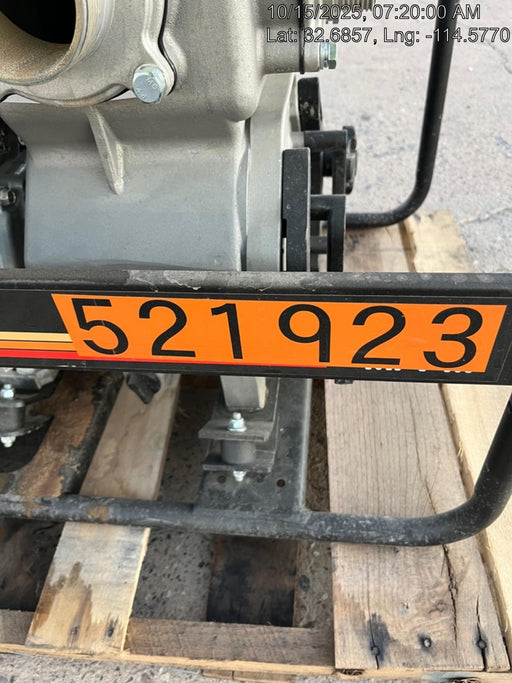 10/15/2025, 07:20:00 AM
Lat: 32.6857, Lng: -114.5770
521923